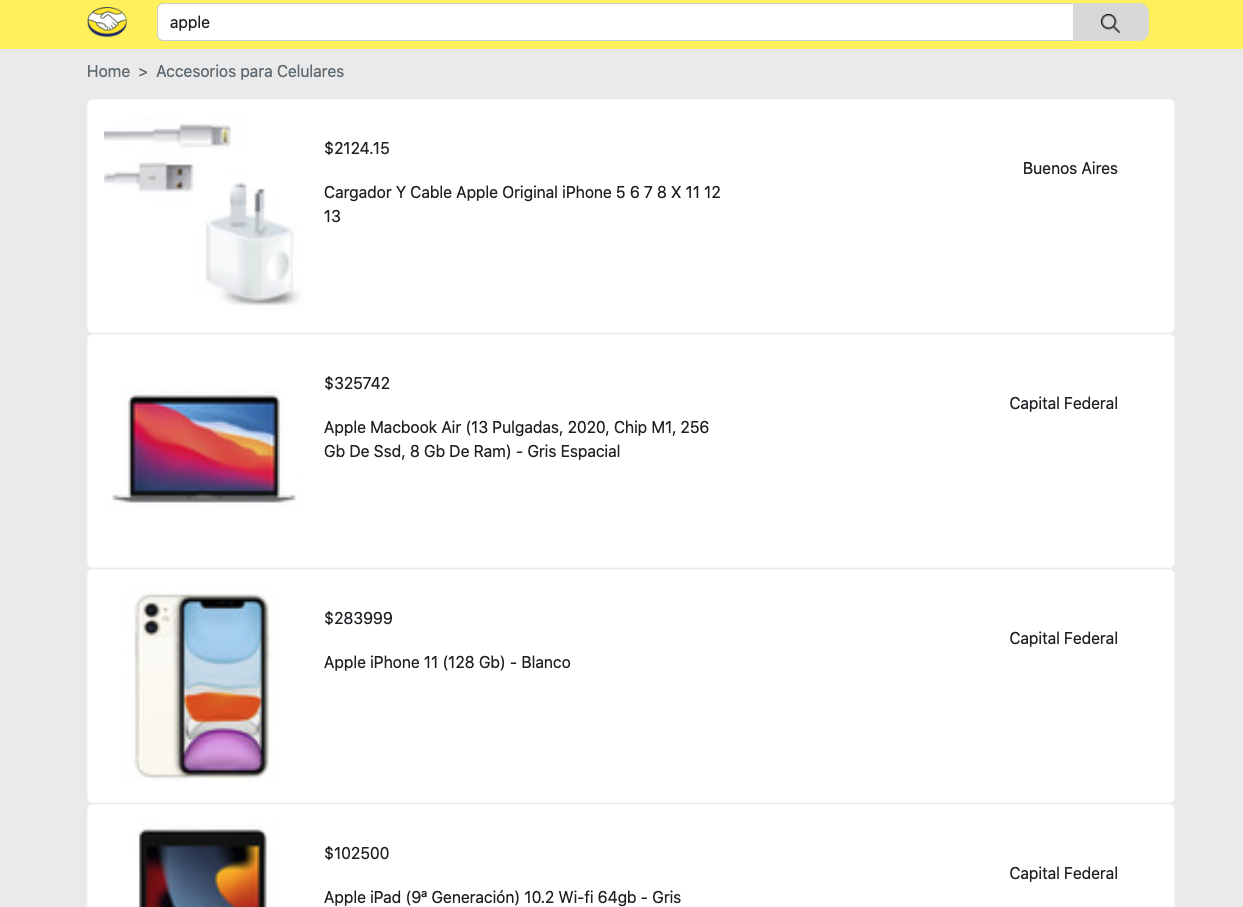 apple
Home > Accesorios para Celulares
$2124.15
Buenos Aires
Cargador Y Cable Apple Original iPhone 5 6 7 8 X 11 12
13
$325742
Capital Federal
Apple Macbook Air (13 Pulgadas, 2020, Chip M1, 256
Gb De Ssd, 8 Gb De Ram) - Gris Espacial
$283999
Capital Federal
Apple iPhone 11 (128 Gb) - Blanco
$102500
Capital Federal
Apple iPad (9ª Generación) 10.2 Wi-fi 64gb - Gris